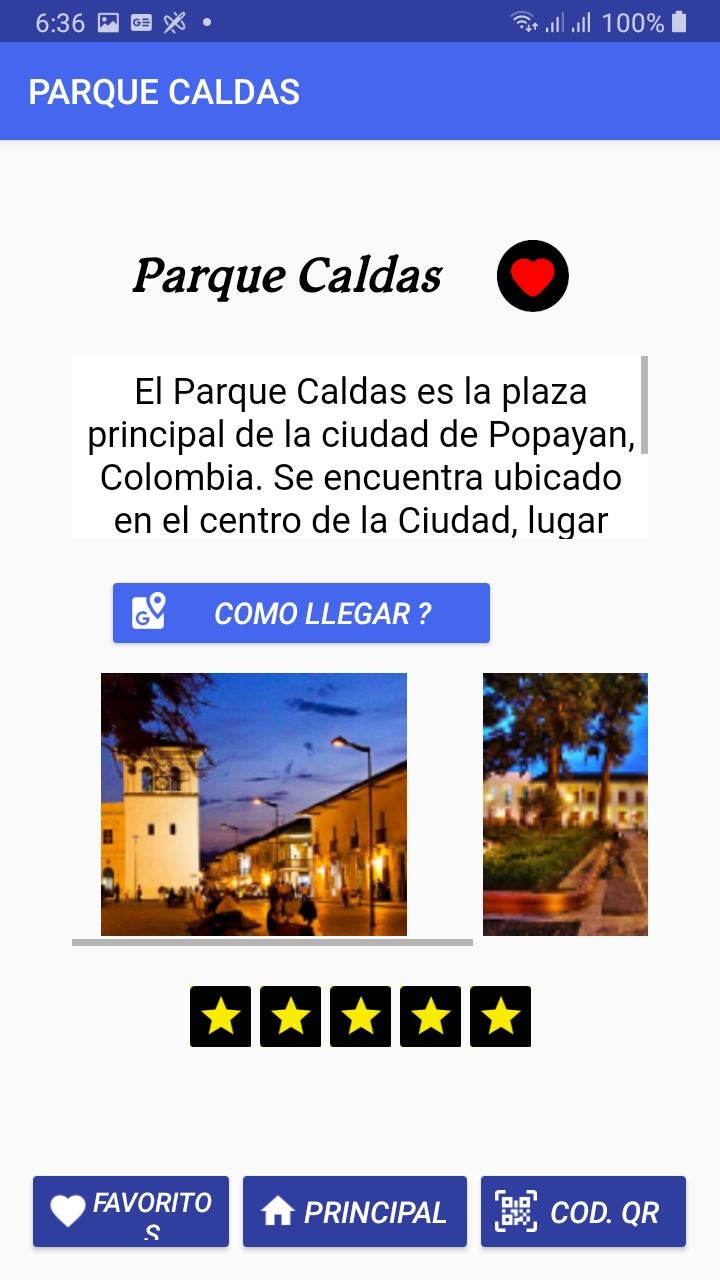 6:36 100%
PARQUE CALDAS
Parque Caldas
El Parque Caldas es la plaza
principal de la ciudad de Popayan,
Colombia. Se encuentra ubicado
en el centro de la Ciudad, lugar
COMO LLEGAR ?
FAVORITO
S
PRINCIPAL
COD. QR